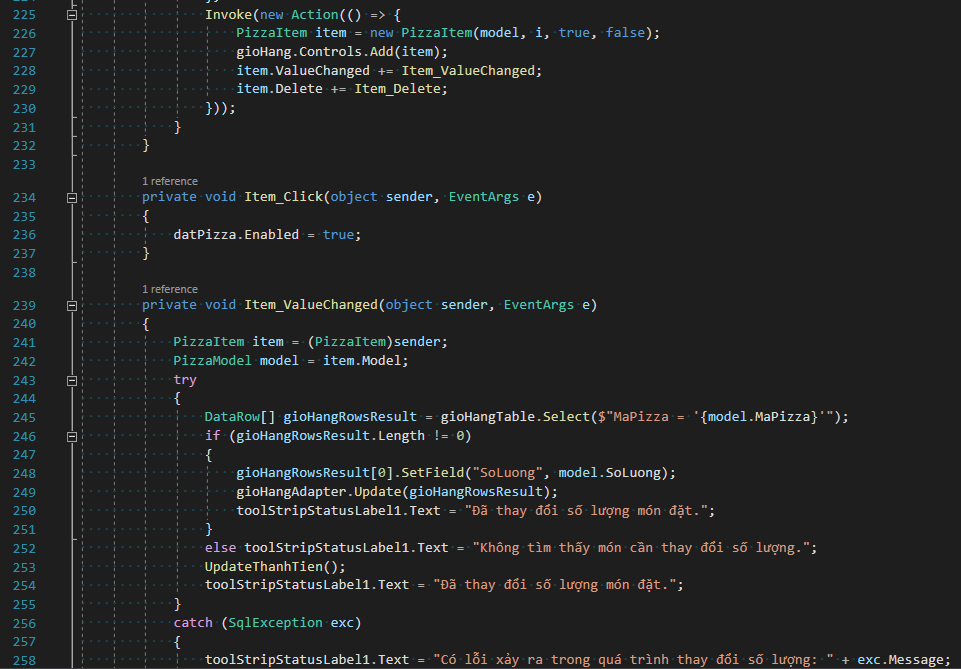 225 Invoke(new Action(() => {
226 PizzaItem item = new PizzaItem(model, i, true, false);
227 gioHang.Controls.Add(item);
228 item.ValueChanged += Item_ValueChanged;
229 item.Delete += Item_Delete;
230 }));
231 }
232 }
233
1 reference
234 private void Item_Click(object sender, EventArgs e)
235 {
236 datPizza.Enabled = true;
237 }
238
1 reference
239 private void Item_ValueChanged(object sender, EventArgs e)
240 {
241 PizzaItem item = (PizzaItem)sender;
242 PizzaModel model = item.Model;
243 try
244 {
245 DataRow[] gioHangRowsResult = gioHangTable.Select($"MaPizza = '{model.MaPizza}'");
246 if (gioHangRowsResult.Length != 0)
247 {
248 gioHangRowsResult[0].SetField("SoLuong", model.SoLuong);
249 gioHangAdapter.Update(gioHangRowsResult);
250 toolStripStatusLabel1.Text = "Đã thay đổi số lượng món đặt.";
251 }
252 else toolStripStatusLabel1.Text = "Không tìm thấy món cần thay đổi số lượng.";
253 UpdateThanhTien();
254 toolStripStatusLabel1.Text = "Đã thay đổi số lượng món đặt.";
255 }
256 catch (SqlException exc)
257 {
258 toolStripStatusLabel1.Text = "Có lỗi xảy ra trong quá trình thay đổi số lượng: " + exc.Message;